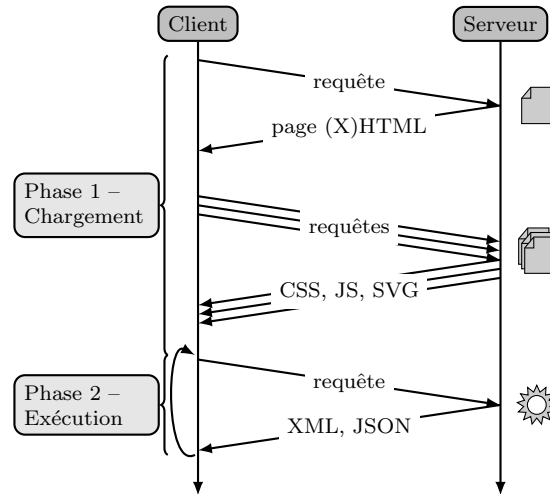 Client
Serveur
requête
page (X)HTML
Phase 1 –
Chargement
requêtes
CSS, JS, SVG
requête
Phase 2 –
Exécution
XML, JSON